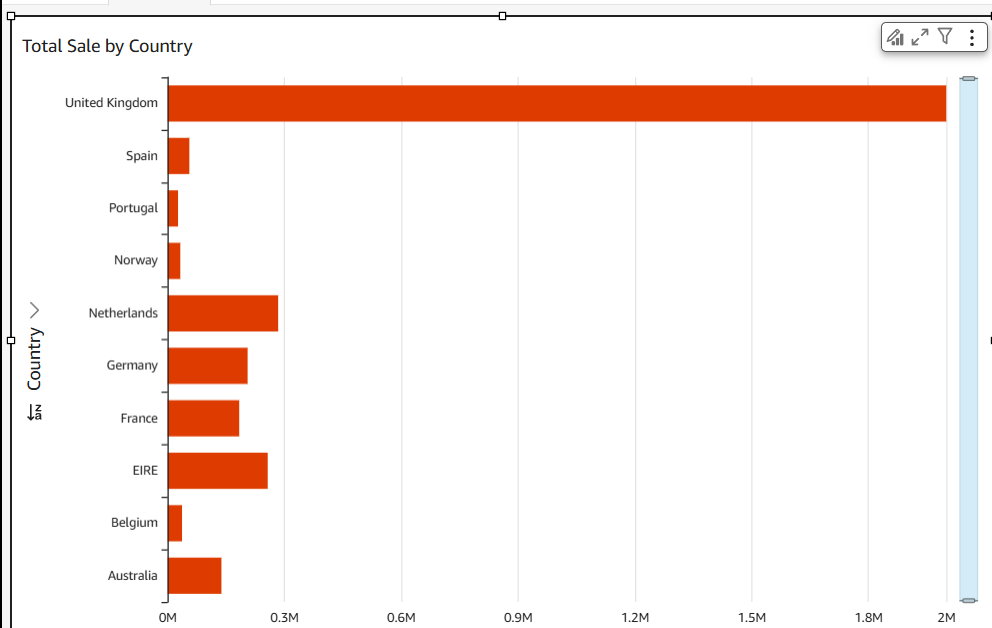 Total Sale by Country
United Kingdom
Spain
Portugal
Norway
Netherlands
Germany
France
EIRE
Belgium
Australia
Country
0M 0.3M 0.6M 0.9M 1.2M 1.5M 1.8M 2M